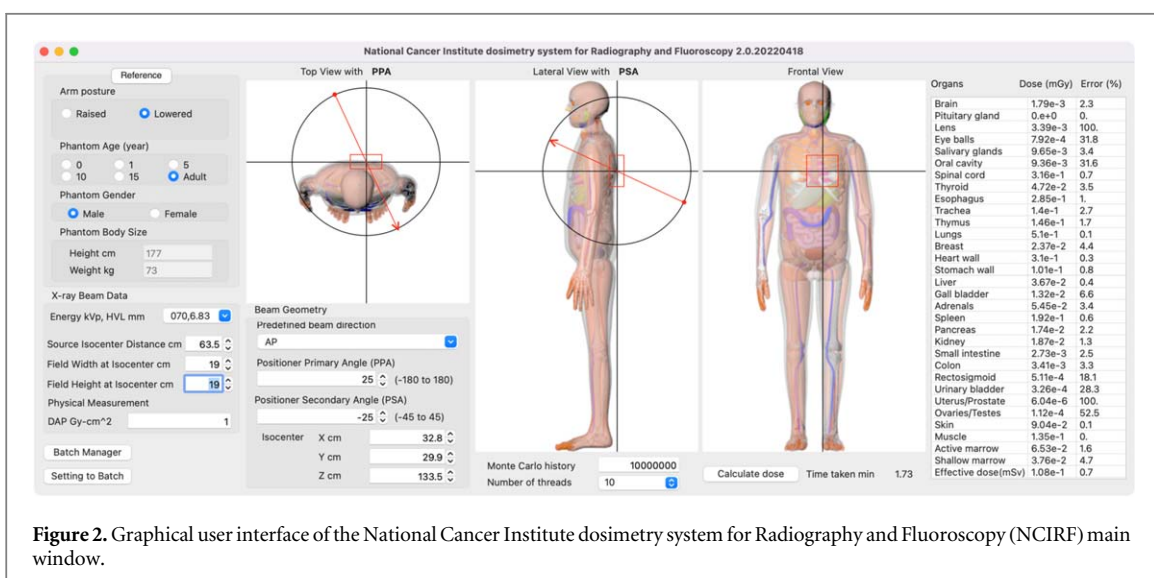 National Cancer Institute dosimetry system for Radiography and Fluoroscopy 2.0.20220418
Reference
Arm posture
Raised Lowered
Phantom Age (year)
0 1 5
10 15 Adult
Phantom Gender
Male Female
Phantom Body Size
Height cm 177
Weight kg 73
X-ray Beam Data
Energy kVp, HVL mm 070,6.83
Source Isocenter Distance cm 63.5
Field Width at Isocenter cm 19
Field Height at Isocenter cm 19
Physical Measurement
DAP Gy-cm^2 1
Batch Manager
Setting to Batch
Top View with PPA
Beam Geometry
Predefined beam direction
AP
Positioner Primary Angle (PPA)
25 (-180 to 180)
Positioner Secondary Angle (PSA)
-25 (-45 to 45)
Isocenter X cm 32.8
Y cm 29.9
Z cm 133.5
Lateral View with PSA
Monte Carlo history 10000000
Number of threads 10
Frontal View
Calculate dose Time taken min 1.73
Organs Dose (mGy) Error (%)
Brain 1.79e-3 2.3
Pituitary gland 0.e+0 0.
Lens 3.39e-3 100.
Eye balls 7.92e-4 31.8
Salivary glands 9.65e-3 3.4
Oral cavity 9.36e-3 31.6
Spinal cord 3.16e-1 0.7
Thyroid 4.72e-2 3.5
Esophagus 2.85e-1 1.
Trachea 1.4e-1 2.7
Thymus 1.46e-1 1.7
Lungs 5.1e-1 0.1
Breast 2.37e-2 4.4
Heart wall 3.1e-1 0.3
Stomach wall 1.01e-1 0.8
Liver 3.67e-2 0.4
Gall bladder 1.32e-2 6.6
Adrenals 5.45e-2 3.4
Spleen 1.92e-1 0.6
Pancreas 1.74e-2 2.2
Kidney 1.87e-2 1.3
Small intestine 2.73e-3 2.5
Colon 3.41e-3 3.3
Rectosigmoid 5.11e-4 18.1
Urinary bladder 3.26e-4 28.3
Uterus/Prostate 6.04e-6 100.
Ovaries/Testes 1.12e-4 52.5
Skin 9.04e-2 0.1
Muscle 1.35e-1 0.
Active marrow 6.53e-2 1.6
Shallow marrow 3.76e-2 4.7
Effective dose(mSv) 1.08e-1 0.7
Figure 2. Graphical user interface of the National Cancer Institute dosimetry system for Radiography and Fluoroscopy (NCIRF) main
window.